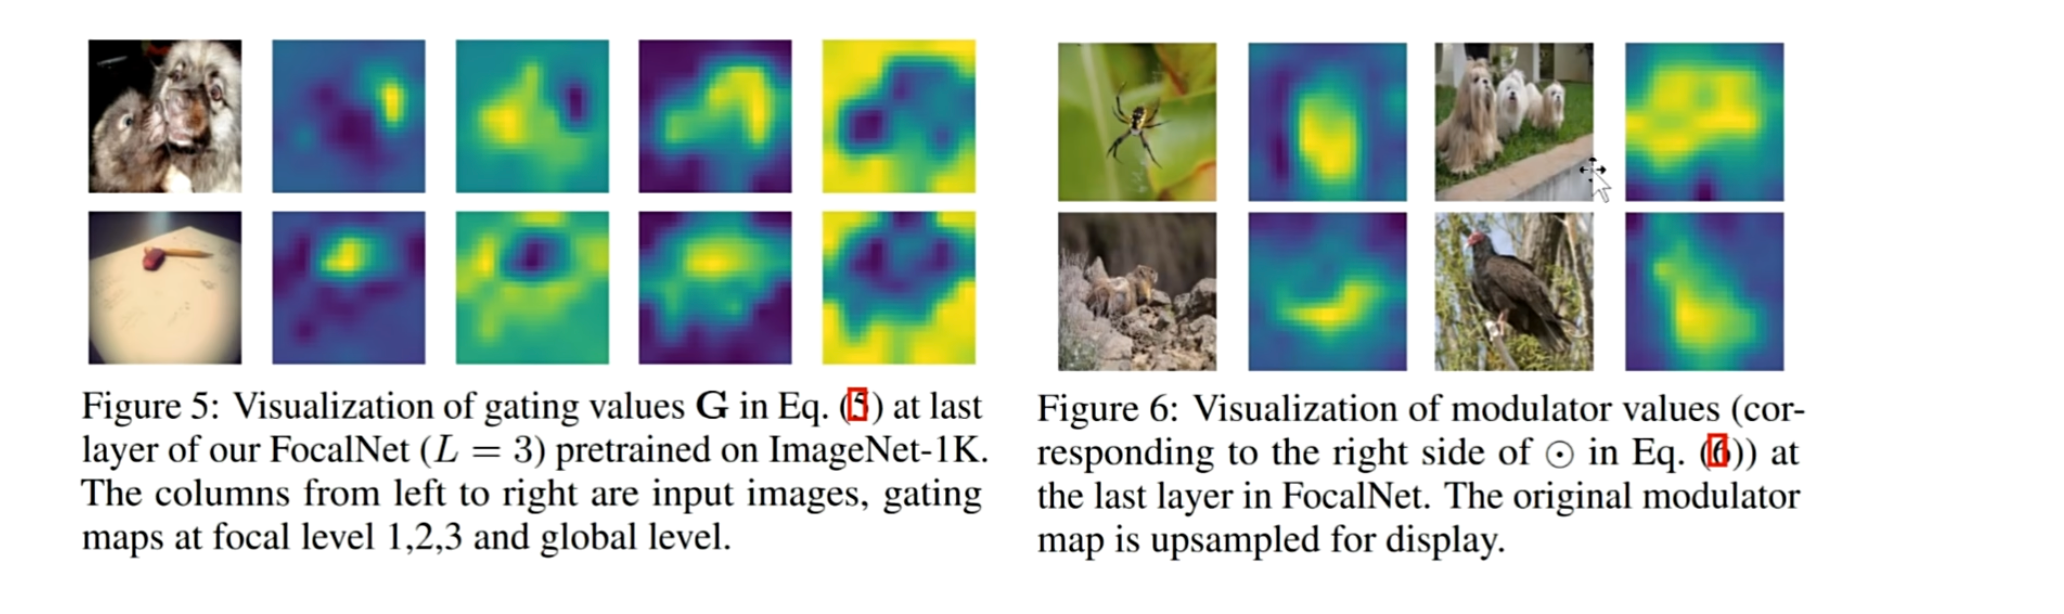 Figure 5: Visualization of gating values G in Eq. (5) at last
layer of our FocalNet (L = 3) pretrained on ImageNet-1K.
The columns from left to right are input images, gating
maps at focal level 1,2,3 and global level.
Figure 6: Visualization of modulator values (cor-
responding to the right side of ⊙ in Eq. (6)) at
the last layer in FocalNet. The original modulator
map is upsampled for display.